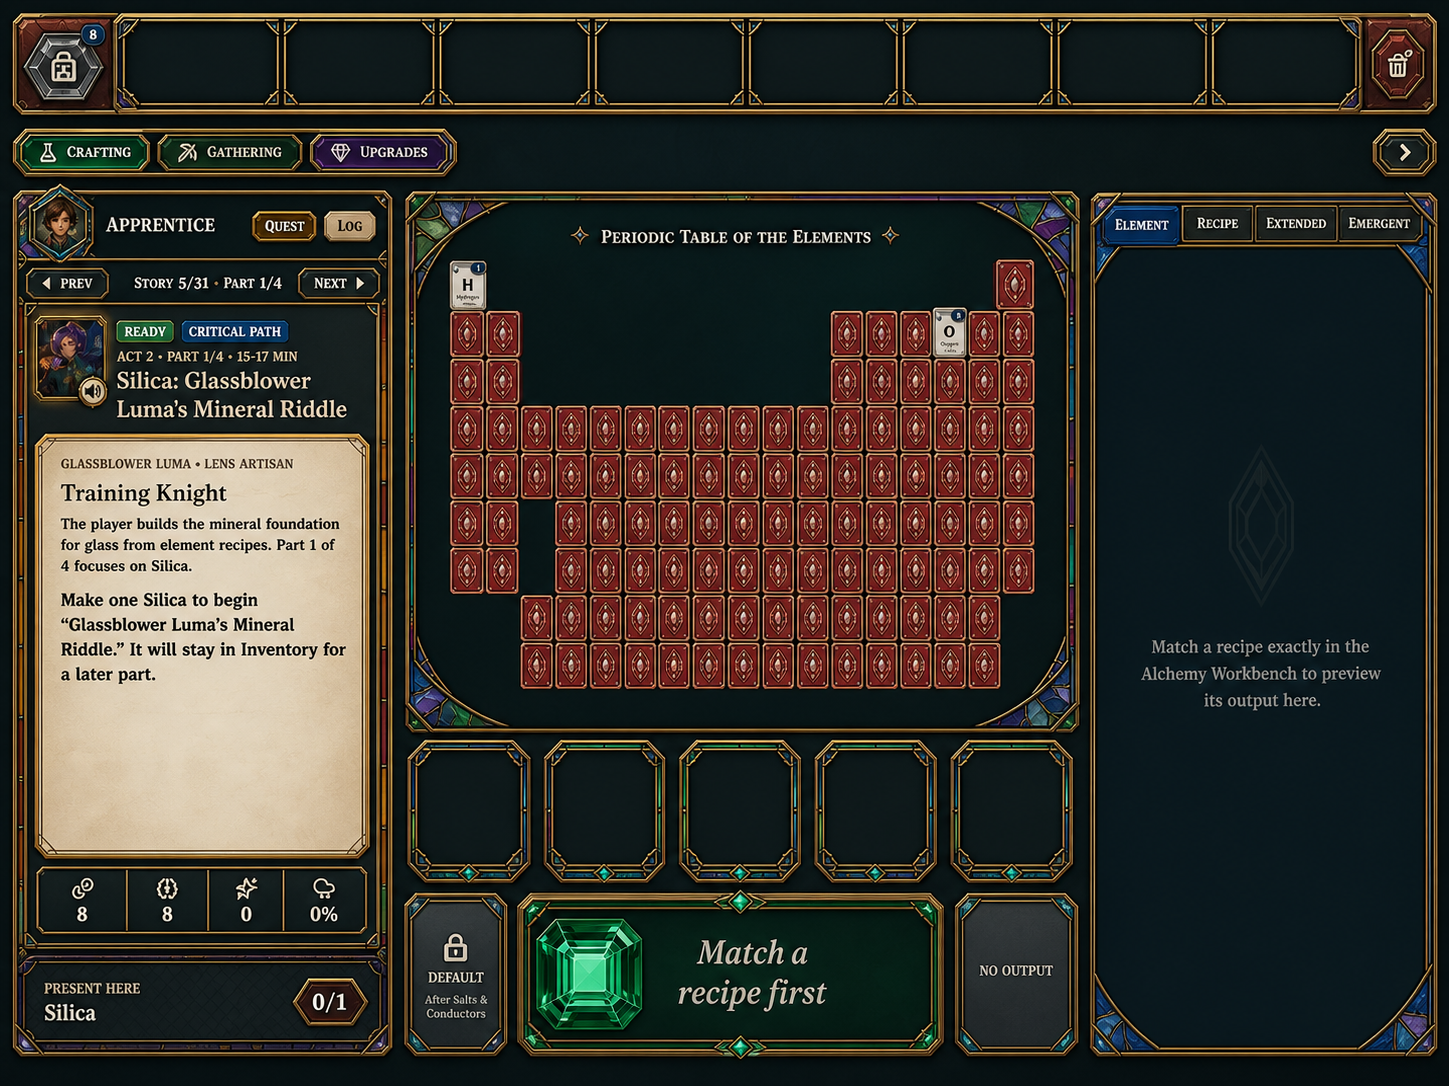 8
CRAFTING
GATHERING
UPGRADES
APPRENTICE
QUEST
LOG
PREV
STORY 5/31 • PART 1/4
NEXT
READY
CRITICAL PATH
ACT 2 • PART 1/4 • 15-17 MIN
Silica: Glassblower
Luma’s Mineral Riddle
GLASSBLOWER LUMA • LENS ARTISAN
Training Knight
The player builds the mineral foundation
for glass from element recipes. Part 1 of
4 focuses on Silica.
Make one Silica to begin
“Glassblower Luma’s Mineral
Riddle.” It will stay in Inventory for
a later part.
8
8
0
0%
PRESENT HERE
Silica
0/1
PERIODIC TABLE OF THE ELEMENTS
1
H
Hydrogen
O
Oxygen
DEFAULT
After Salts &
Conductors
Match a
recipe first
NO OUTPUT
ELEMENT
RECIPE
EXTENDED
EMERGENT
Match a recipe exactly in the
Alchemy Workbench to preview
its output here.